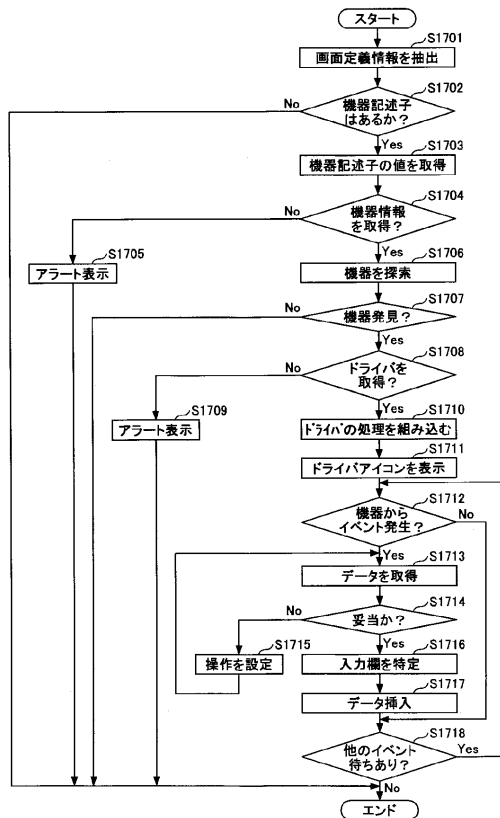 スタート
S1701
画面定義情報を抽出
S1702
No
機器記述子
はあるか?
Yes
S1703
機器記述子の値を取得
S1704
No
機器情報
を取得?
S1705
アラート表示
Yes
S1706
機器を探索
S1707
No
機器発見?
Yes
S1708
No
ドライバを
取得?
S1709
アラート表示
Yes
S1710
ドライバの処理を組み込む
S1711
ドライバアイコンを表示
S1712
機器から
イベント発生?
No
Yes
S1713
データを取得
S1714
No
妥当か?
S1715
操作を設定
Yes
S1716
入力欄を特定
S1717
データ挿入
S1718
他のイベント
待ちあり?
Yes
No
エンド